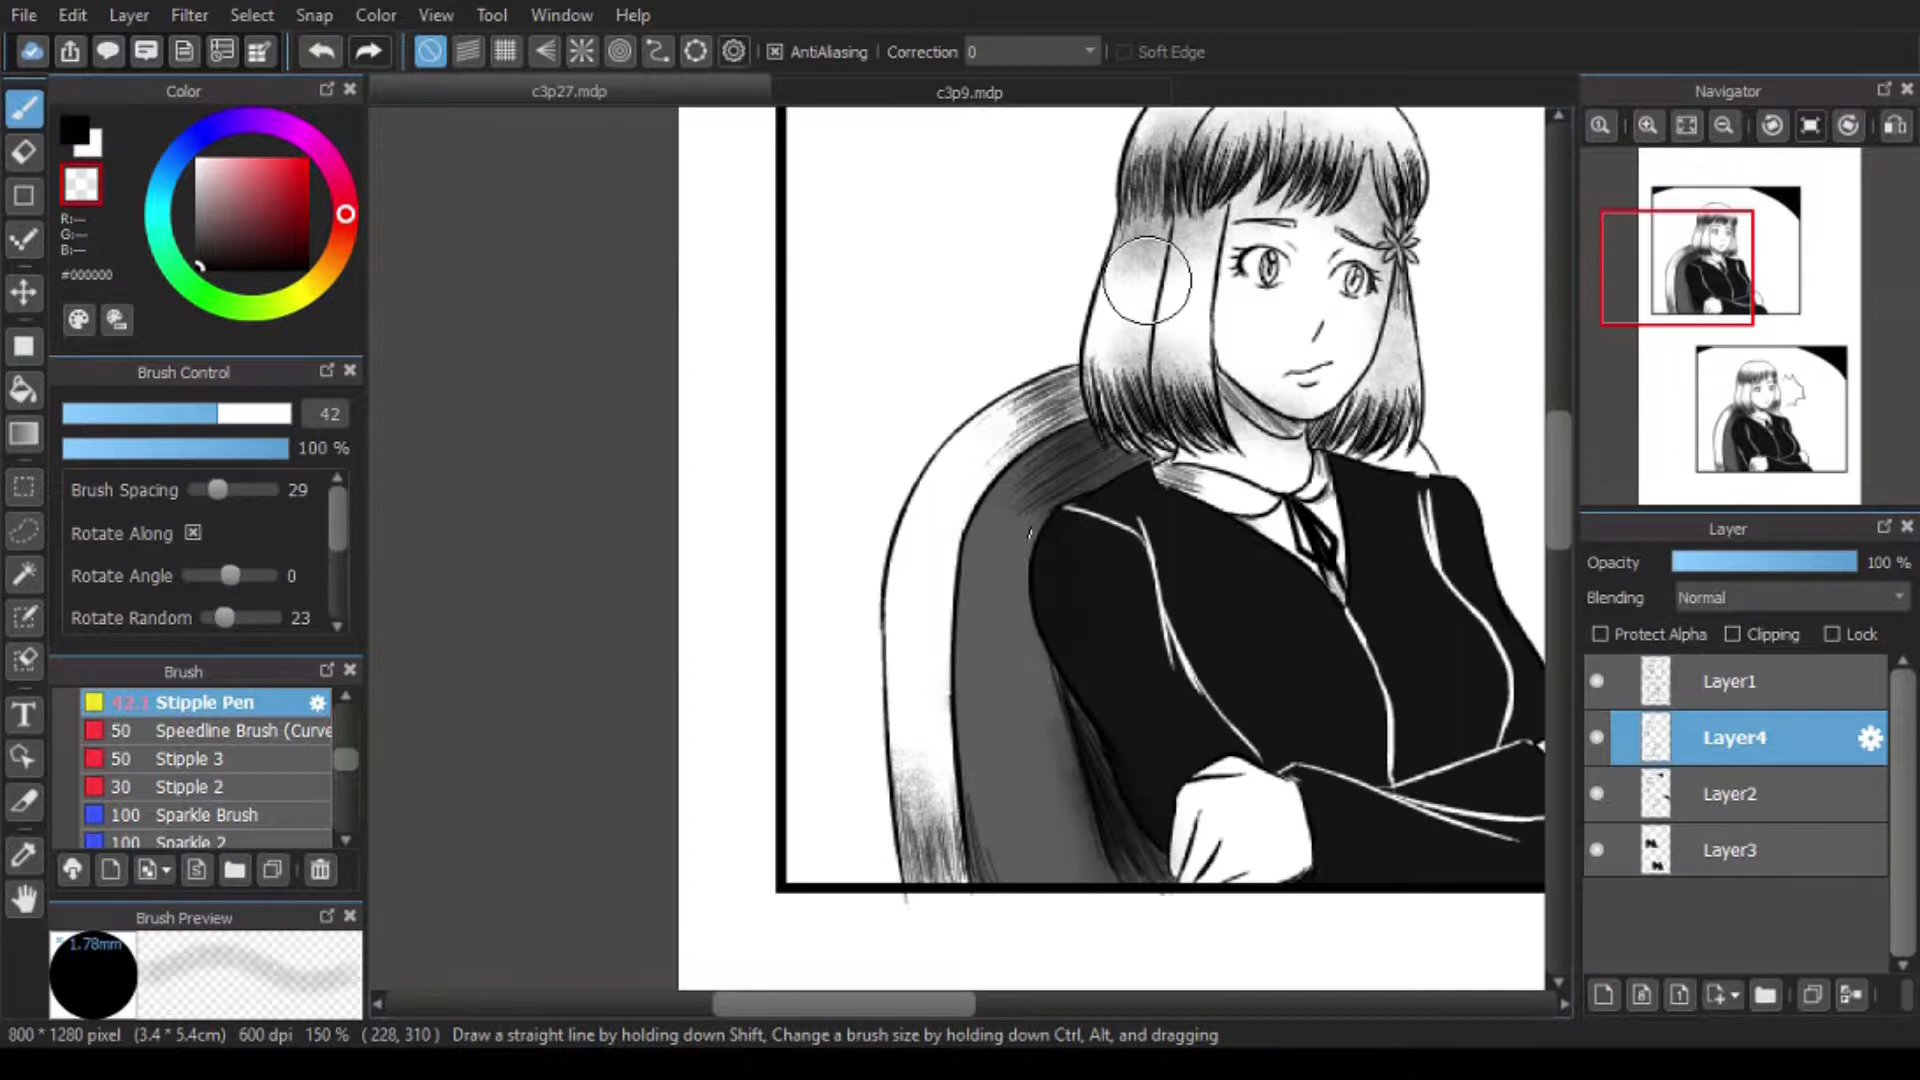 File Edit Layer Filter Select Snap Color View Tool Window Help
AntiAliasing Correction 0 Soft Edge
Color
R:---
G:---
B:---
#000000
Brush Control
42
100 %
Brush Spacing 29
Rotate Along
Rotate Angle 0
Rotate Random 23
Brush
42.1 Stipple Pen
50 Speedline Brush (Curve
50 Stipple 3
30 Stipple 2
100 Sparkle Brush
100 Sparkle 2
Brush Preview
1.78mm
c3p27.mdp c3p9.mdp
Navigator
Layer
Opacity 100 %
Blending Normal
Protect Alpha Clipping Lock
Layer1
Layer4
Layer2
Layer3
800 * 1280 pixel (3.4 * 5.4cm) 600 dpi 150 % ( 228, 310 ) Draw a straight line by holding down Shift, Change a brush size by holding down Ctrl, Alt, and dragging